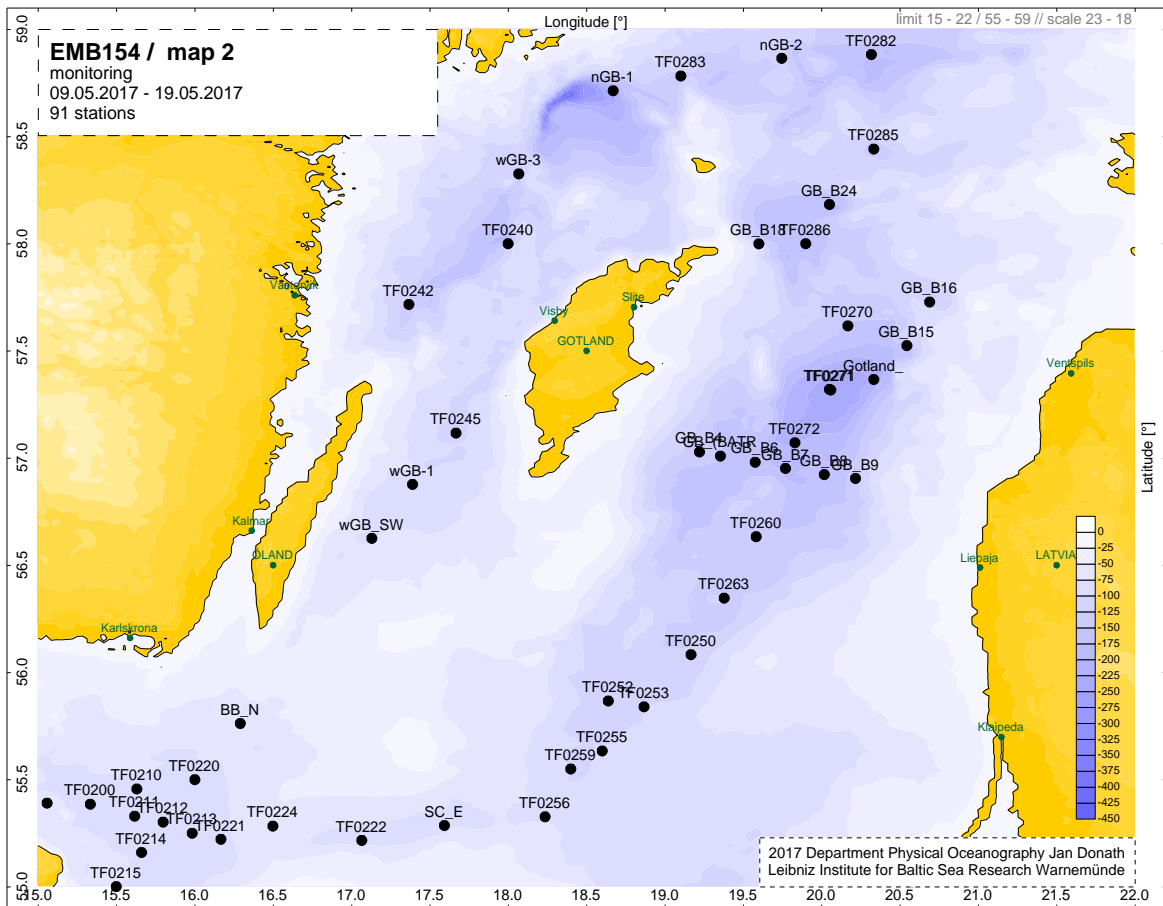 limit 15 - 22 / 55 - 59 // scale 23 - 18
Longitude [°]
59.0
EMB154 / map 2
monitoring
09.05.2017 - 19.05.2017
91 stations
nGB-2
TF0282
TF0283
nGB-1
58.5
TF0285
wGB-3
GB_B24
58.0
TF0240
GB_B18
TF0286
Västervik
TF0242
Slite
GB_B16
Visby
TF0270
57.5
GOTLAND
GB_B15
Ventspils
Gotland_
TF0271
TF0245
TF0272
GB_B4
GB_TBATR
GB_B6
GB_B7
GB_B8
GB_B9
57.0
wGB-1
Latitude [°]
Kalmar
wGB_SW
TF0260
56.5
ÖLAND
Liepaja
LATVIA
TF0263
Karlskrona
TF0250
56.0
TF0252
TF0253
BB_N
Klaipeda
TF0255
TF0259
55.5
TF0220
TF0210
TF0200
TF0211
TF0212
TF0213
TF0221
TF0224
TF0222
SC_E
TF0256
TF0214
TF0215
55.0
0
-25
-50
-75
-100
-125
-150
-175
-200
-225
-250
-275
-300
-325
-350
-375
-400
-425
-450
2017 Department Physical Oceanography Jan Donath
Leibniz Institute for Baltic Sea Research Warnemünde
15.0 15.5 16.0 16.5 17.0 17.5 18.0 18.5 19.0 19.5 20.0 20.5 21.0 21.5 22.0